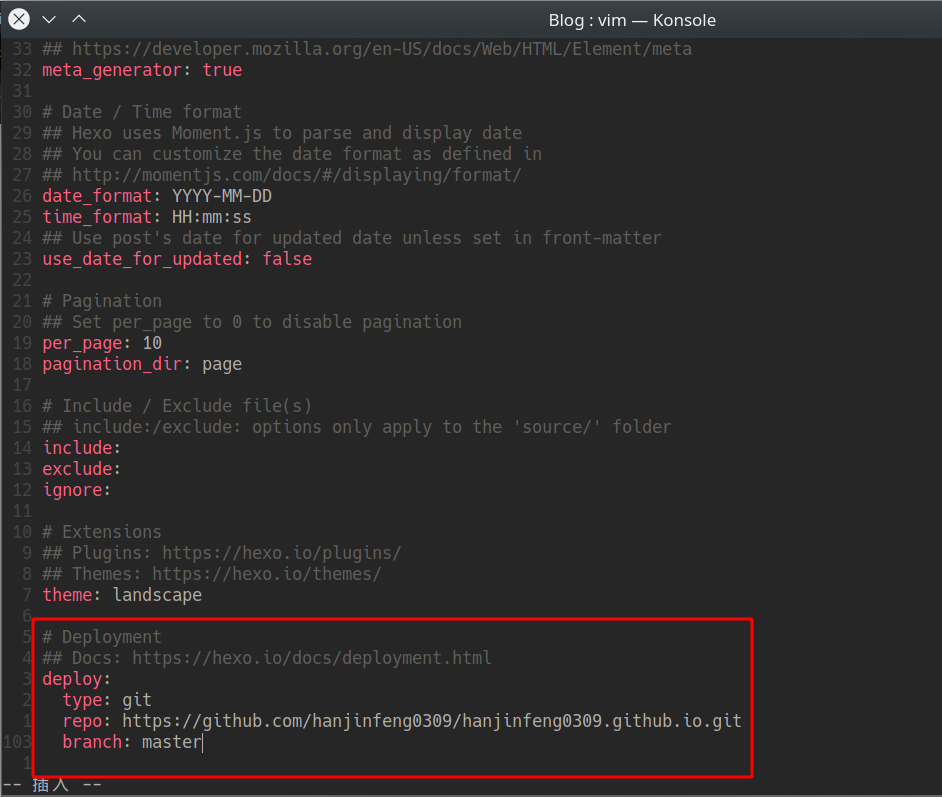 Blog : vim — Konsole
33 ## https://developer.mozilla.org/en-US/docs/Web/HTML/Element/meta
32 meta_generator: true
31
30 # Date / Time format
29 ## Hexo uses Moment.js to parse and display date
28 ## You can customize the date format as defined in
27 ## http://momentjs.com/docs/#/displaying/format/
26 date_format: YYYY-MM-DD
25 time_format: HH:mm:ss
24 ## Use post's date for updated date unless set in front-matter
23 use_date_for_updated: false
22
21 # Pagination
20 ## Set per_page to 0 to disable pagination
19 per_page: 10
18 pagination_dir: page
17
16 # Include / Exclude file(s)
15 ## include:/exclude: options only apply to the 'source/' folder
14 include:
13 exclude:
12 ignore:
11
10 # Extensions
9 ## Plugins: https://hexo.io/plugins/
8 ## Themes: https://hexo.io/themes/
7 theme: landscape
6
5 # Deployment
4 ## Docs: https://hexo.io/docs/deployment.html
3 deploy:
2   type: git
1   repo: https://github.com/hanjinfeng0309/hanjinfeng0309.github.io.git
103   branch: master
1
-- 插入 --